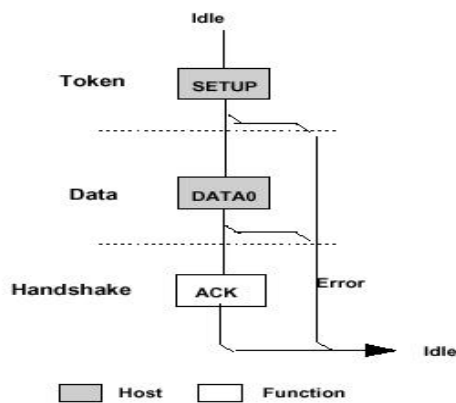 Idle
Token
SETUP
Data
DATA0
Handshake
ACK
Error
Idle
Host
Function